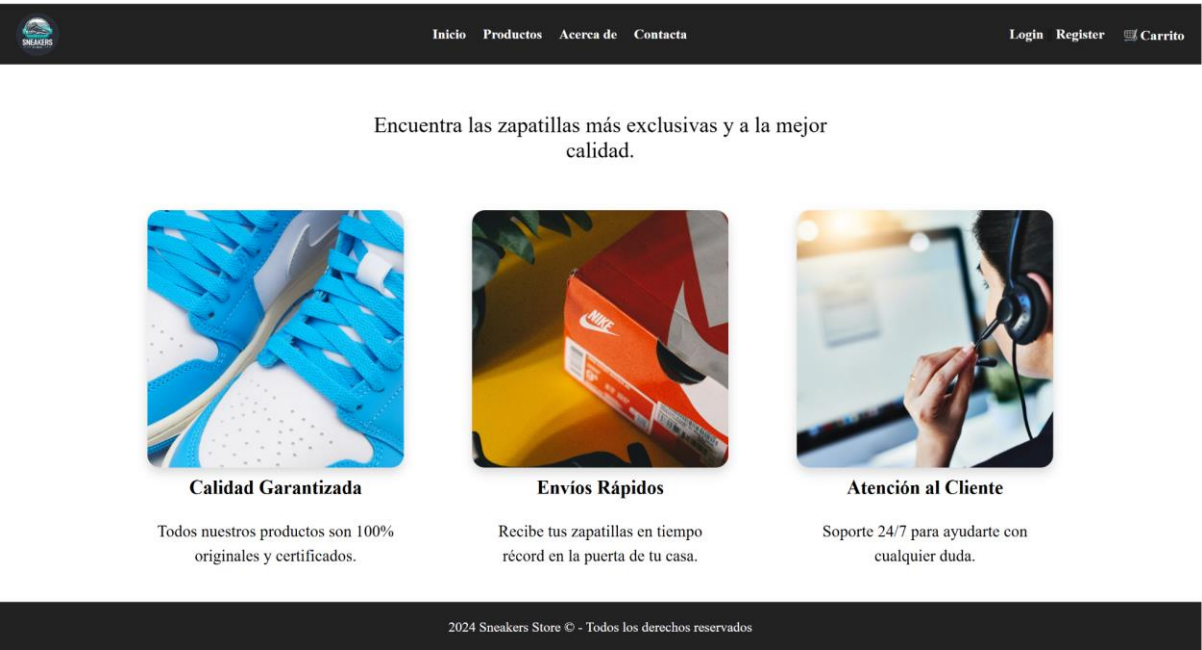 SNEAKERS
Inicio Productos Acerca de Contacta
Login Register Carrito
Encuentra las zapatillas más exclusivas y a la mejor
calidad.
NIKE
Calidad Garantizada
Todos nuestros productos son 100%
originales y certificados.
Envíos Rápidos
Recibe tus zapatillas en tiempo
récord en la puerta de tu casa.
Atención al Cliente
Soporte 24/7 para ayudarte con
cualquier duda.
2024 Sneakers Store © - Todos los derechos reservados